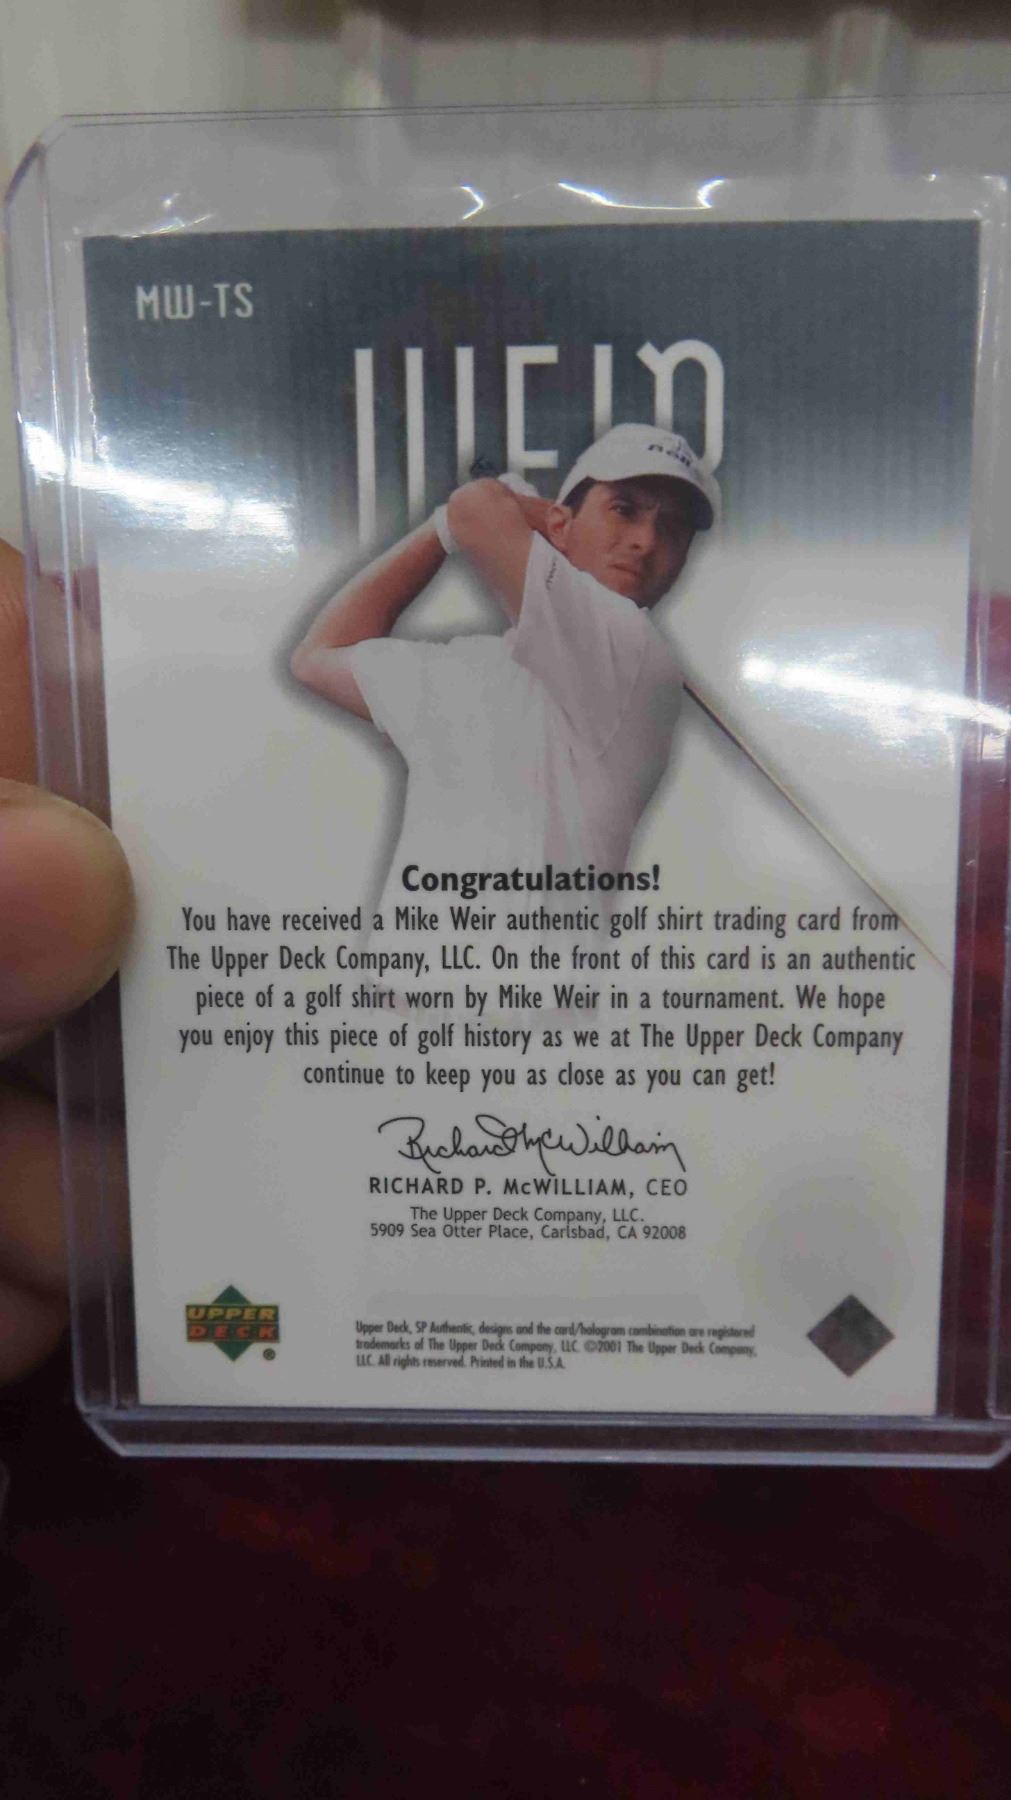 MW-TS
WEIR
Congratulations!
You have received a Mike Weir authentic golf shirt trading card from
The Upper Deck Company, LLC. On the front of this card is an authentic
piece of a golf shirt worn by Mike Weir in a tournament. We hope
you enjoy this piece of golf history as we at The Upper Deck Company
continue to keep you as close as you can get!
Richard McWilliam
RICHARD P. McWILLIAM, CEO
The Upper Deck Company, LLC.
5909 Sea Otter Place, Carlsbad, CA 92008
UPPER
DECK
®
Upper Deck, SP Authentic, designs and the card/hologram combination are registered
trademarks of The Upper Deck Company, LLC. ©2001 The Upper Deck Company,
LLC. All rights reserved. Printed in the U.S.A.